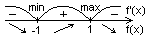 min max f'(x)
− + −
-1 1 f(x)